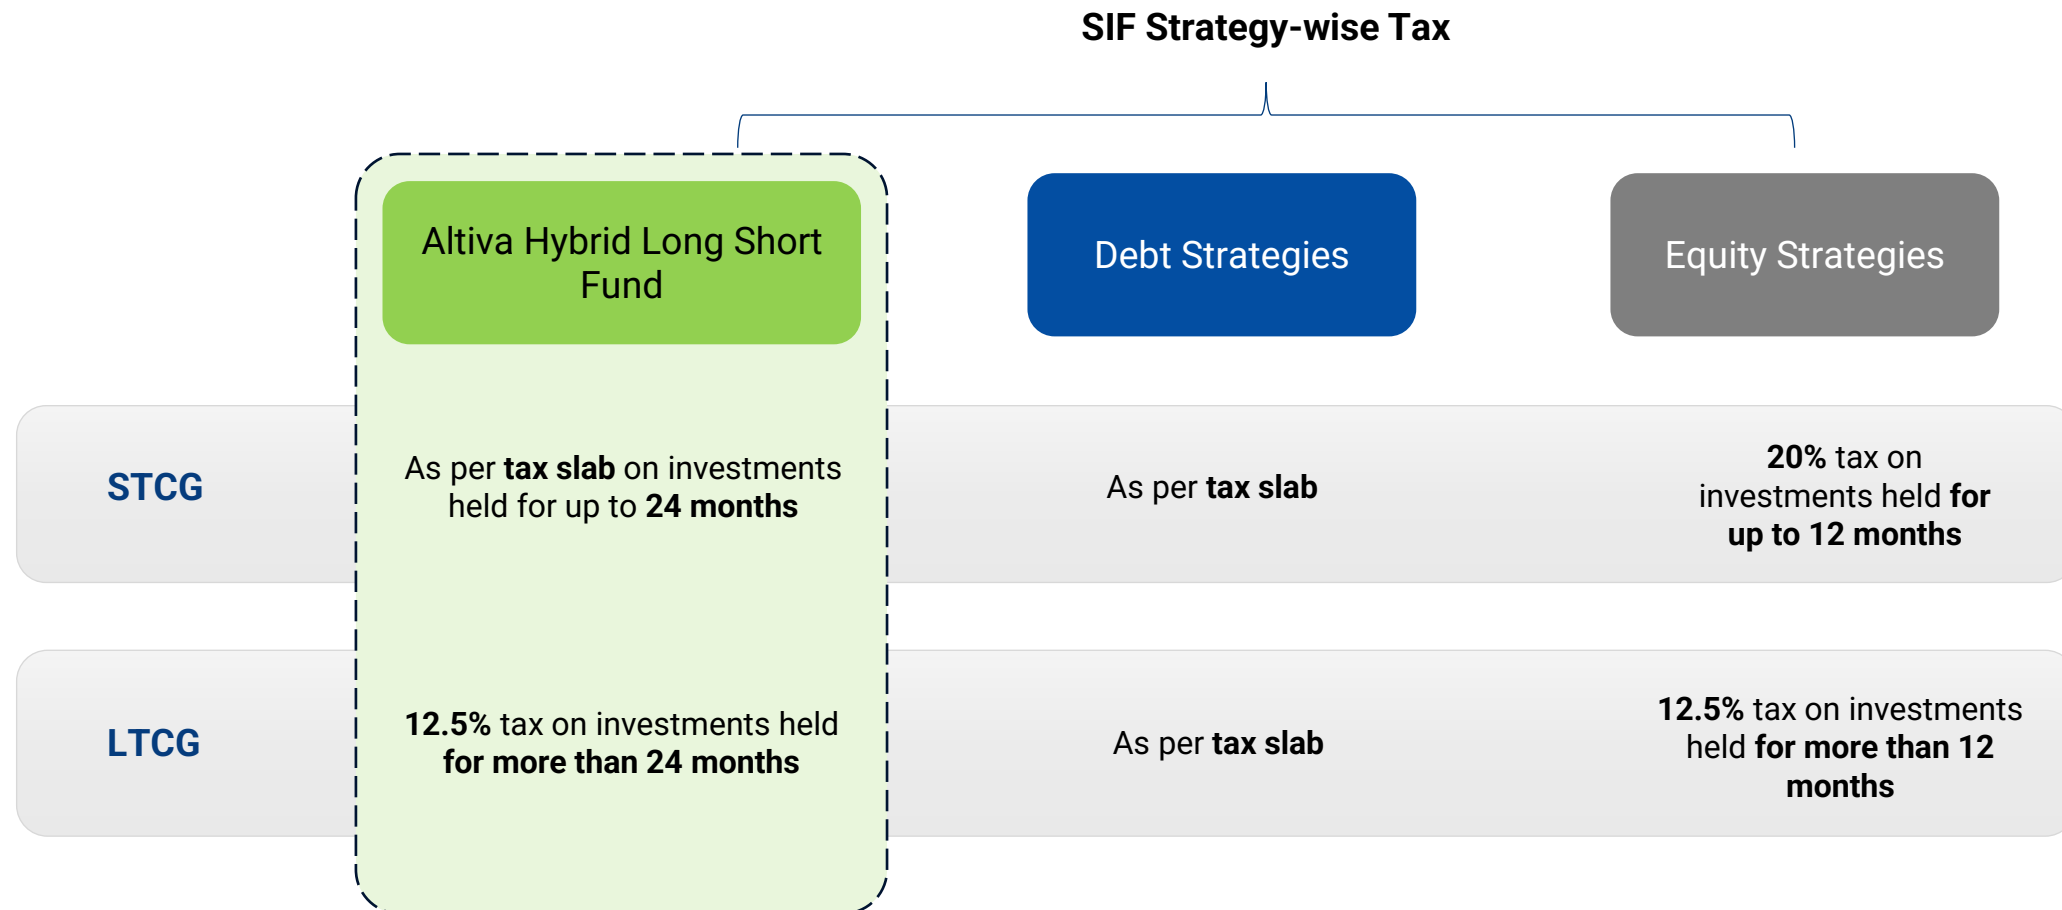 SIF Strategy-wise Tax
Altiva Hybrid Long Short
Fund
Debt Strategies
Equity Strategies
STCG
As per tax slab on investments
held for up to 24 months
As per tax slab
20% tax on
investments held for
up to 12 months
LTCG
12.5% tax on investments held
for more than 24 months
As per tax slab
12.5% tax on investments
held for more than 12
months